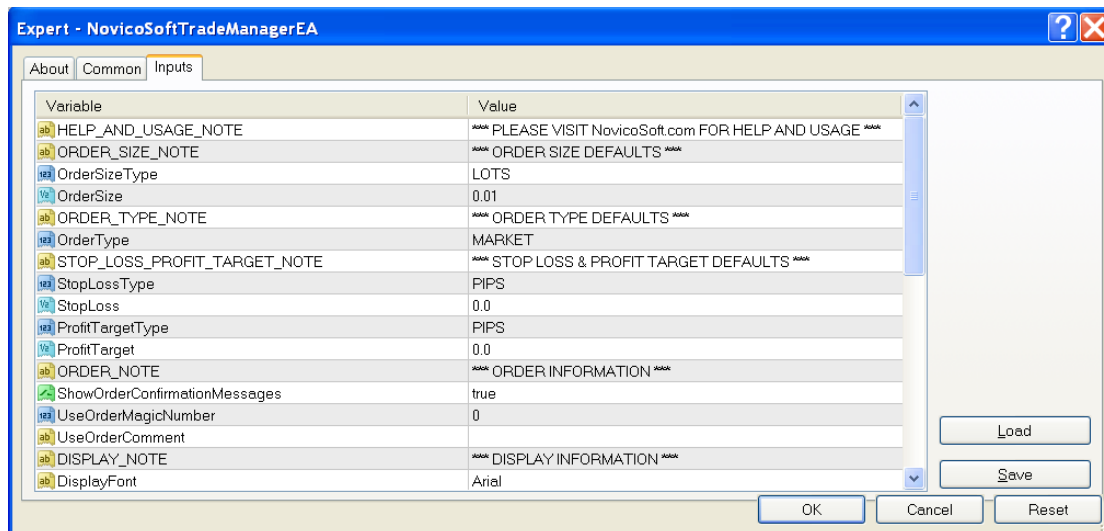 Expert - NovicoSoftTradeManagerEA
About Common Inputs
Variable Value
HELP_AND_USAGE_NOTE *** PLEASE VISIT NovicoSoft.com FOR HELP AND USAGE ***
ORDER_SIZE_NOTE *** ORDER SIZE DEFAULTS ***
OrderSizeType LOTS
OrderSize 0.01
ORDER_TYPE_NOTE *** ORDER TYPE DEFAULTS ***
OrderType MARKET
STOP_LOSS_PROFIT_TARGET_NOTE *** STOP LOSS & PROFIT TARGET DEFAULTS ***
StopLossType PIPS
StopLoss 0.0
ProfitTargetType PIPS
ProfitTarget 0.0
ORDER_NOTE *** ORDER INFORMATION ***
ShowOrderConfirmationMessages true
UseOrderMagicNumber 0
UseOrderComment
DISPLAY_NOTE *** DISPLAY INFORMATION ***
DisplayFont Arial
Load
Save
OK Cancel Reset